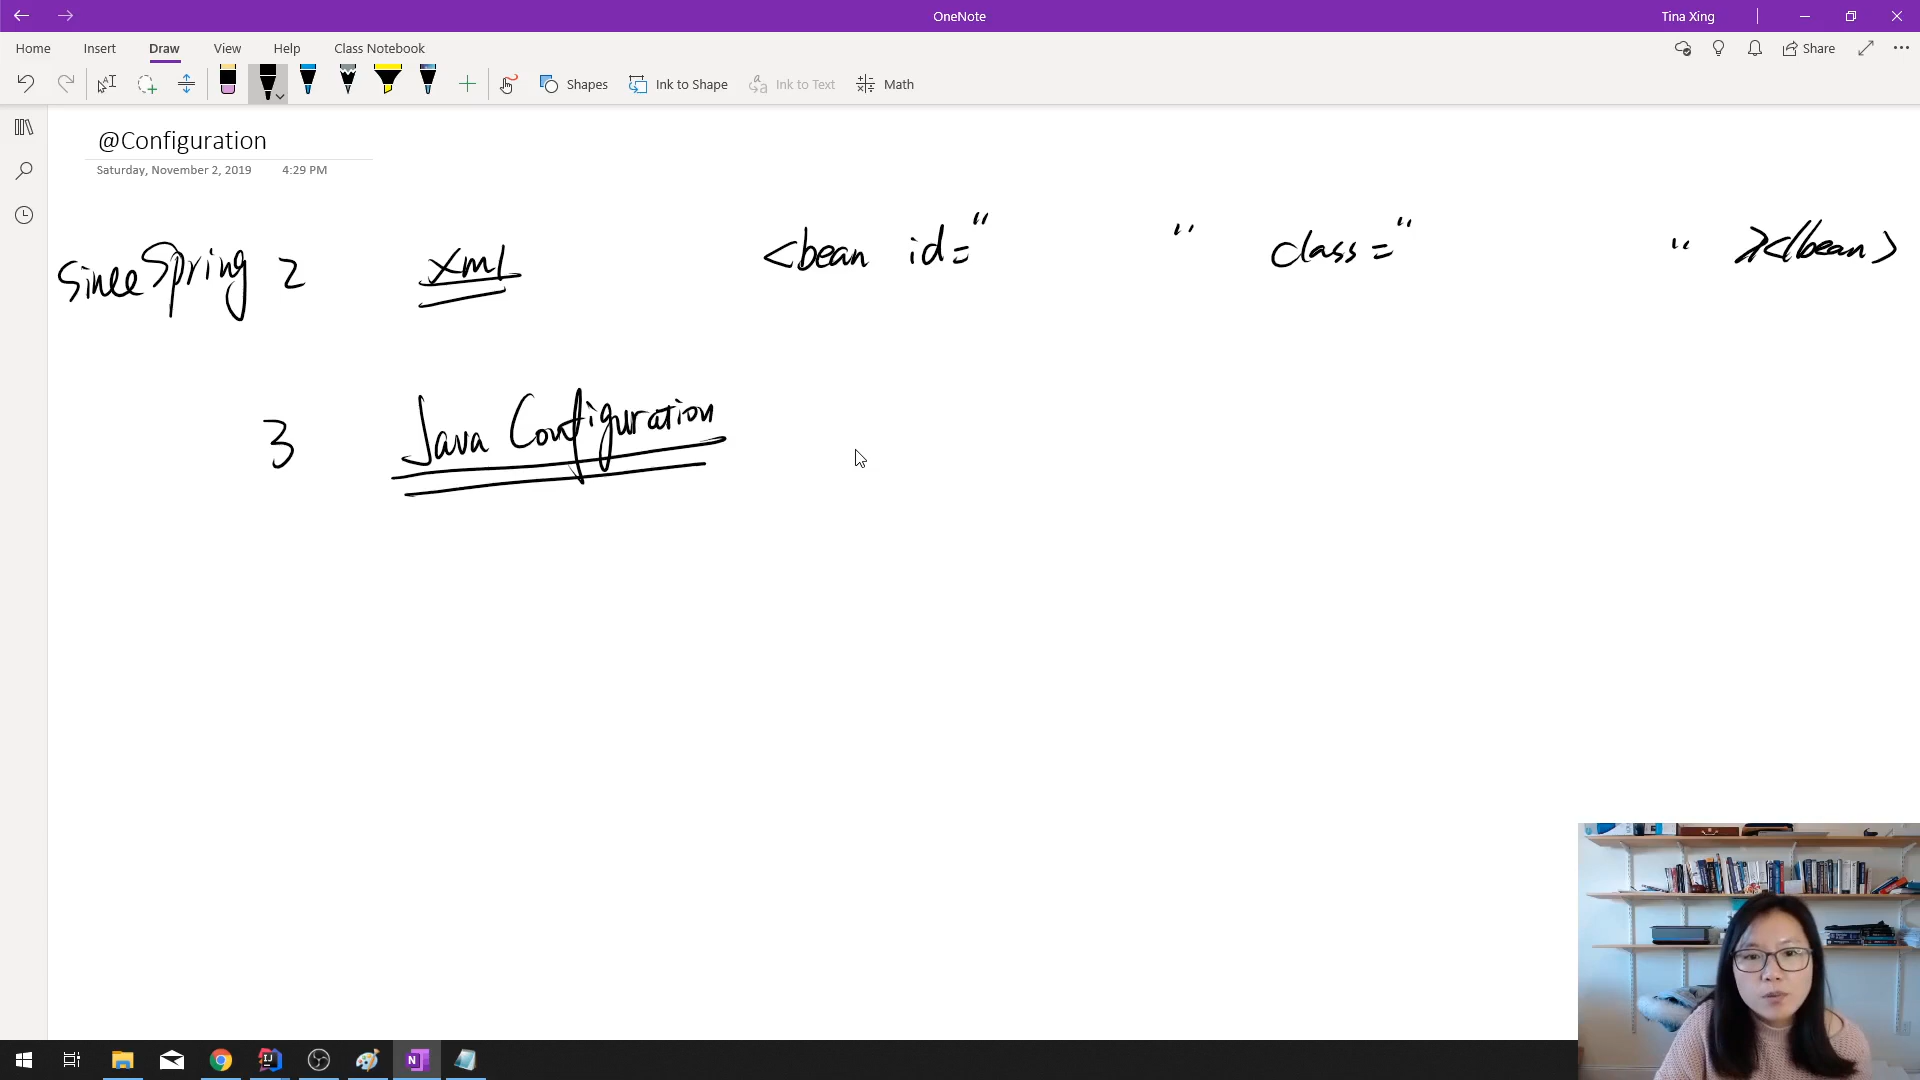 OneNote
Tina Xing
Home Insert Draw View Help Class Notebook
Share
Shapes Ink to Shape Ink to Text Math
@Configuration
Saturday, November 2, 2019 4:29 PM
Since Spring 2 xml <bean id=" " class=" " ></bean>
3 Java Configuration